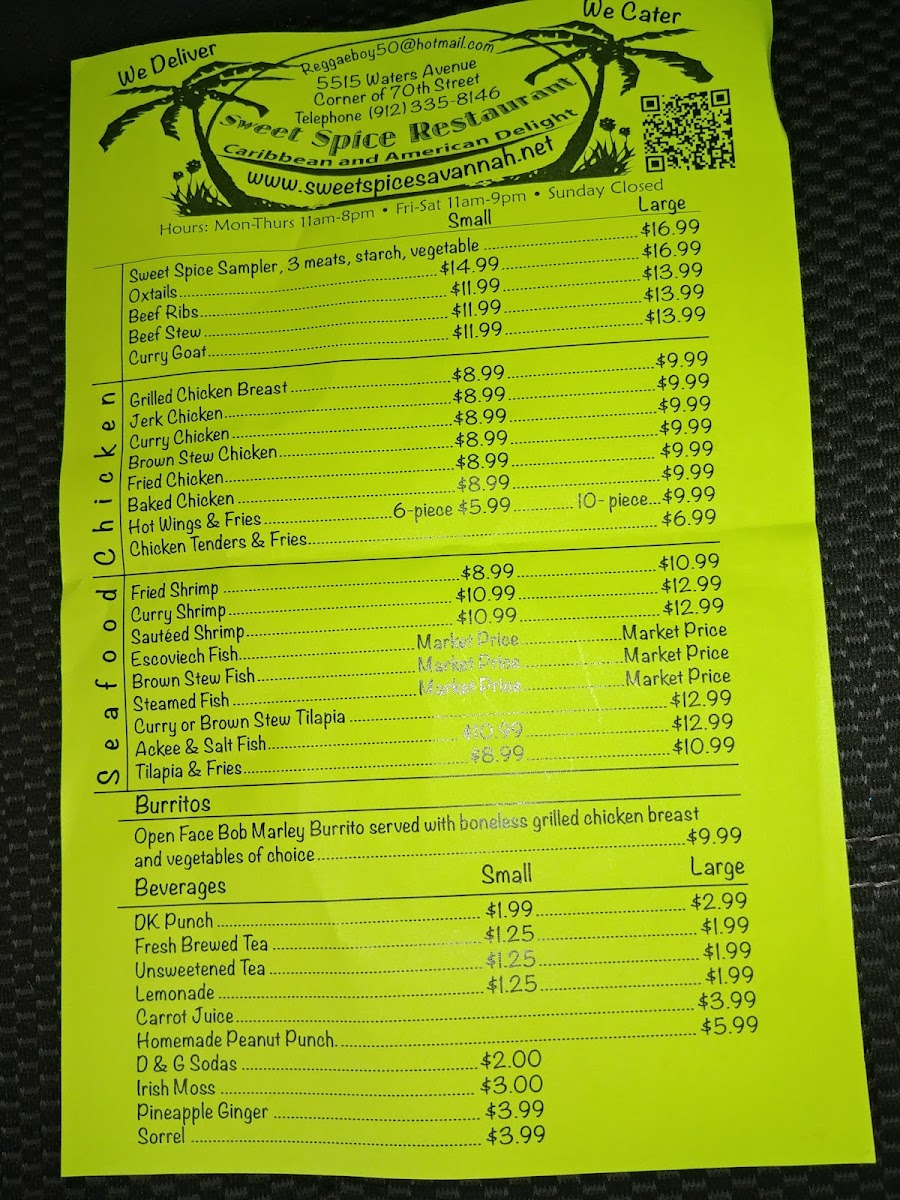 We Deliver
We Cater
Reggaeboy50@hotmail.com
5515 Waters Avenue
Corner of 70th Street
Telephone (912) 335-8146
Sweet Spice Restaurant
Caribbean and American Delight
www.sweetspicesavannah.net
Hours: Mon-Thurs 11am-8pm • Fri-Sat 11am-9pm • Sunday Closed
Small Large
Sweet Spice Sampler, 3 meats, starch, vegetable $16.99
Oxtails $14.99 $16.99
Beef Ribs $11.99 $13.99
Beef Stew $11.99 $13.99
Curry Goat $11.99 $13.99
Chicken
Grilled Chicken Breast $8.99 $9.99
Jerk Chicken $8.99 $9.99
Curry Chicken $8.99 $9.99
Brown Stew Chicken $8.99 $9.99
Fried Chicken $8.99 $9.99
Baked Chicken $8.99 $9.99
Hot Wings & Fries 6-piece $5.99 10-piece $9.99
Chicken Tenders & Fries $6.99
Seafood
Fried Shrimp $8.99 $10.99
Curry Shrimp $10.99 $12.99
Sautéed Shrimp $10.99 $12.99
Escoviech Fish Market Price Market Price
Brown Stew Fish Market Price Market Price
Steamed Fish Market Price Market Price
Curry or Brown Stew Tilapia $12.99
Ackee & Salt Fish $10.99 $12.99
Tilapia & Fries $8.99 $10.99
Burritos
Open Face Bob Marley Burrito served with boneless grilled chicken breast
and vegetables of choice $9.99
Beverages Small Large
DK Punch $1.99 $2.99
Fresh Brewed Tea $1.25 $1.99
Unsweetened Tea $1.25 $1.99
Lemonade $1.25 $1.99
Carrot Juice $3.99
Homemade Peanut Punch $5.99
D & G Sodas $2.00
Irish Moss $3.00
Pineapple Ginger $3.99
Sorrel $3.99